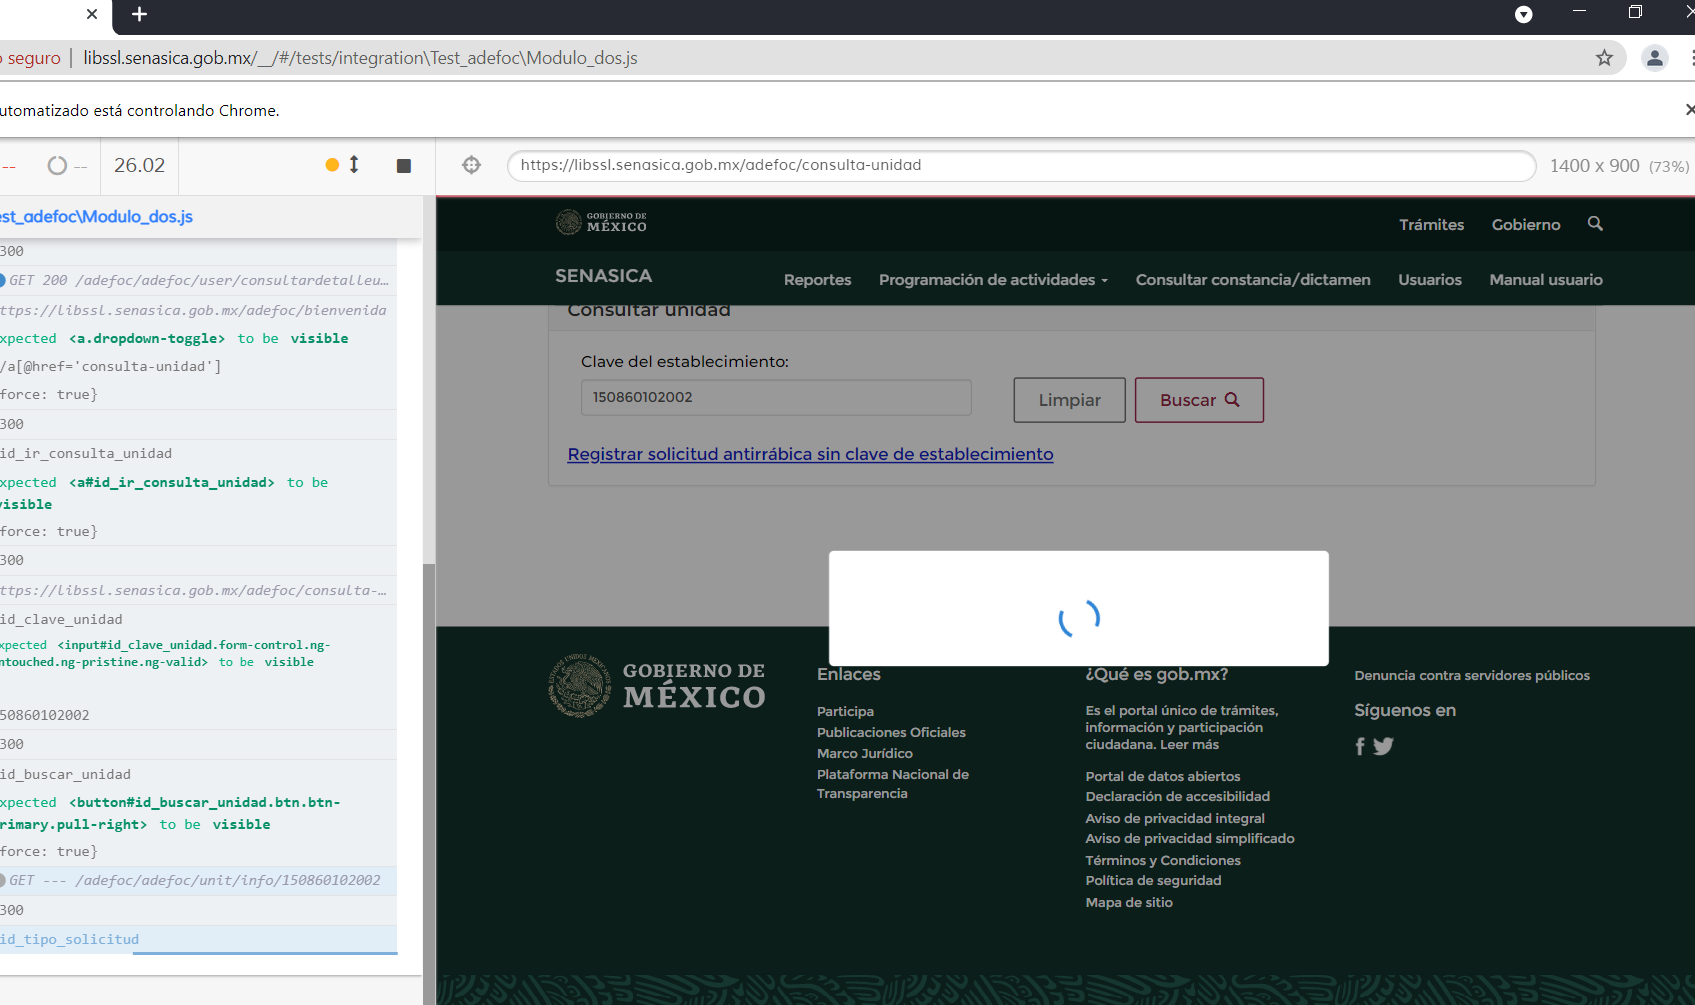 o seguro | libssl.senasica.gob.mx/__/#/tests/integration\Test_adefoc\Modulo_dos.js
utomatizado está controlando Chrome.
-- -- 26.02
https://libssl.senasica.gob.mx/adefoc/consulta-unidad 1400 x 900 (73%)
est_adefoc\Modulo_dos.js
300
GET 200 /adefoc/adefoc/user/consultardetalleu…
ttps://libssl.senasica.gob.mx/adefoc/bienvenida
xpected <a.dropdown-toggle> to be visible
/a[@href='consulta-unidad']
force: true}
300
id_ir_consulta_unidad
xpected <a#id_ir_consulta_unidad> to be
visible
force: true}
300
ttps://libssl.senasica.gob.mx/adefoc/consulta-…
id_clave_unidad
xpected <input#id_clave_unidad.form-control.ng-
ntouched.ng-pristine.ng-valid> to be visible
50860102002
300
id_buscar_unidad
xpected <button#id_buscar_unidad.btn.btn-
rimary.pull-right> to be visible
force: true}
GET --- /adefoc/adefoc/unit/info/150860102002
300
id_tipo_solicitud
GOBIERNO DE
MÉXICO
Trámites Gobierno
SENASICA Reportes Programación de actividades Consultar constancia/dictamen Usuarios Manual usuario
Consultar unidad
Clave del establecimiento:
150860102002 Limpiar Buscar
Registrar solicitud antirrábica sin clave de establecimiento
GOBIERNO DE
MÉXICO
Enlaces
Participa
Publicaciones Oficiales
Marco Jurídico
Plataforma Nacional de
Transparencia
¿Qué es gob.mx?
Es el portal único de trámites,
información y participación
ciudadana. Leer más
Portal de datos abiertos
Declaración de accesibilidad
Aviso de privacidad integral
Aviso de privacidad simplificado
Términos y Condiciones
Política de seguridad
Mapa de sitio
Denuncia contra servidores públicos
Síguenos en